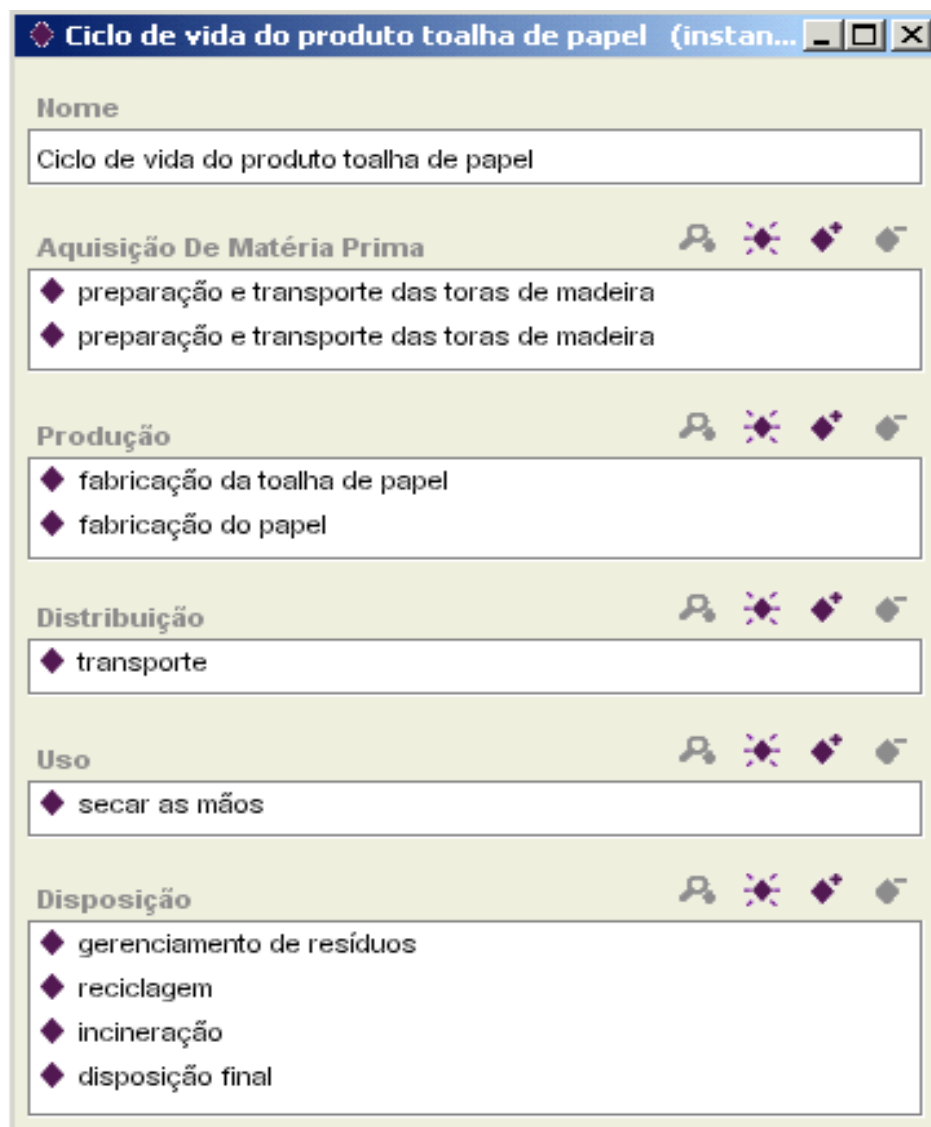 Ciclo de vida do produto toalha de papel (instan...
Nome
Ciclo de vida do produto toalha de papel
Aquisição De Matéria Prima
preparação e transporte das toras de madeira
preparação e transporte das toras de madeira
Produção
fabricação da toalha de papel
fabricação do papel
Distribuição
transporte
Uso
secar as mãos
Disposição
gerenciamento de resíduos
reciclagem
incineração
disposição final